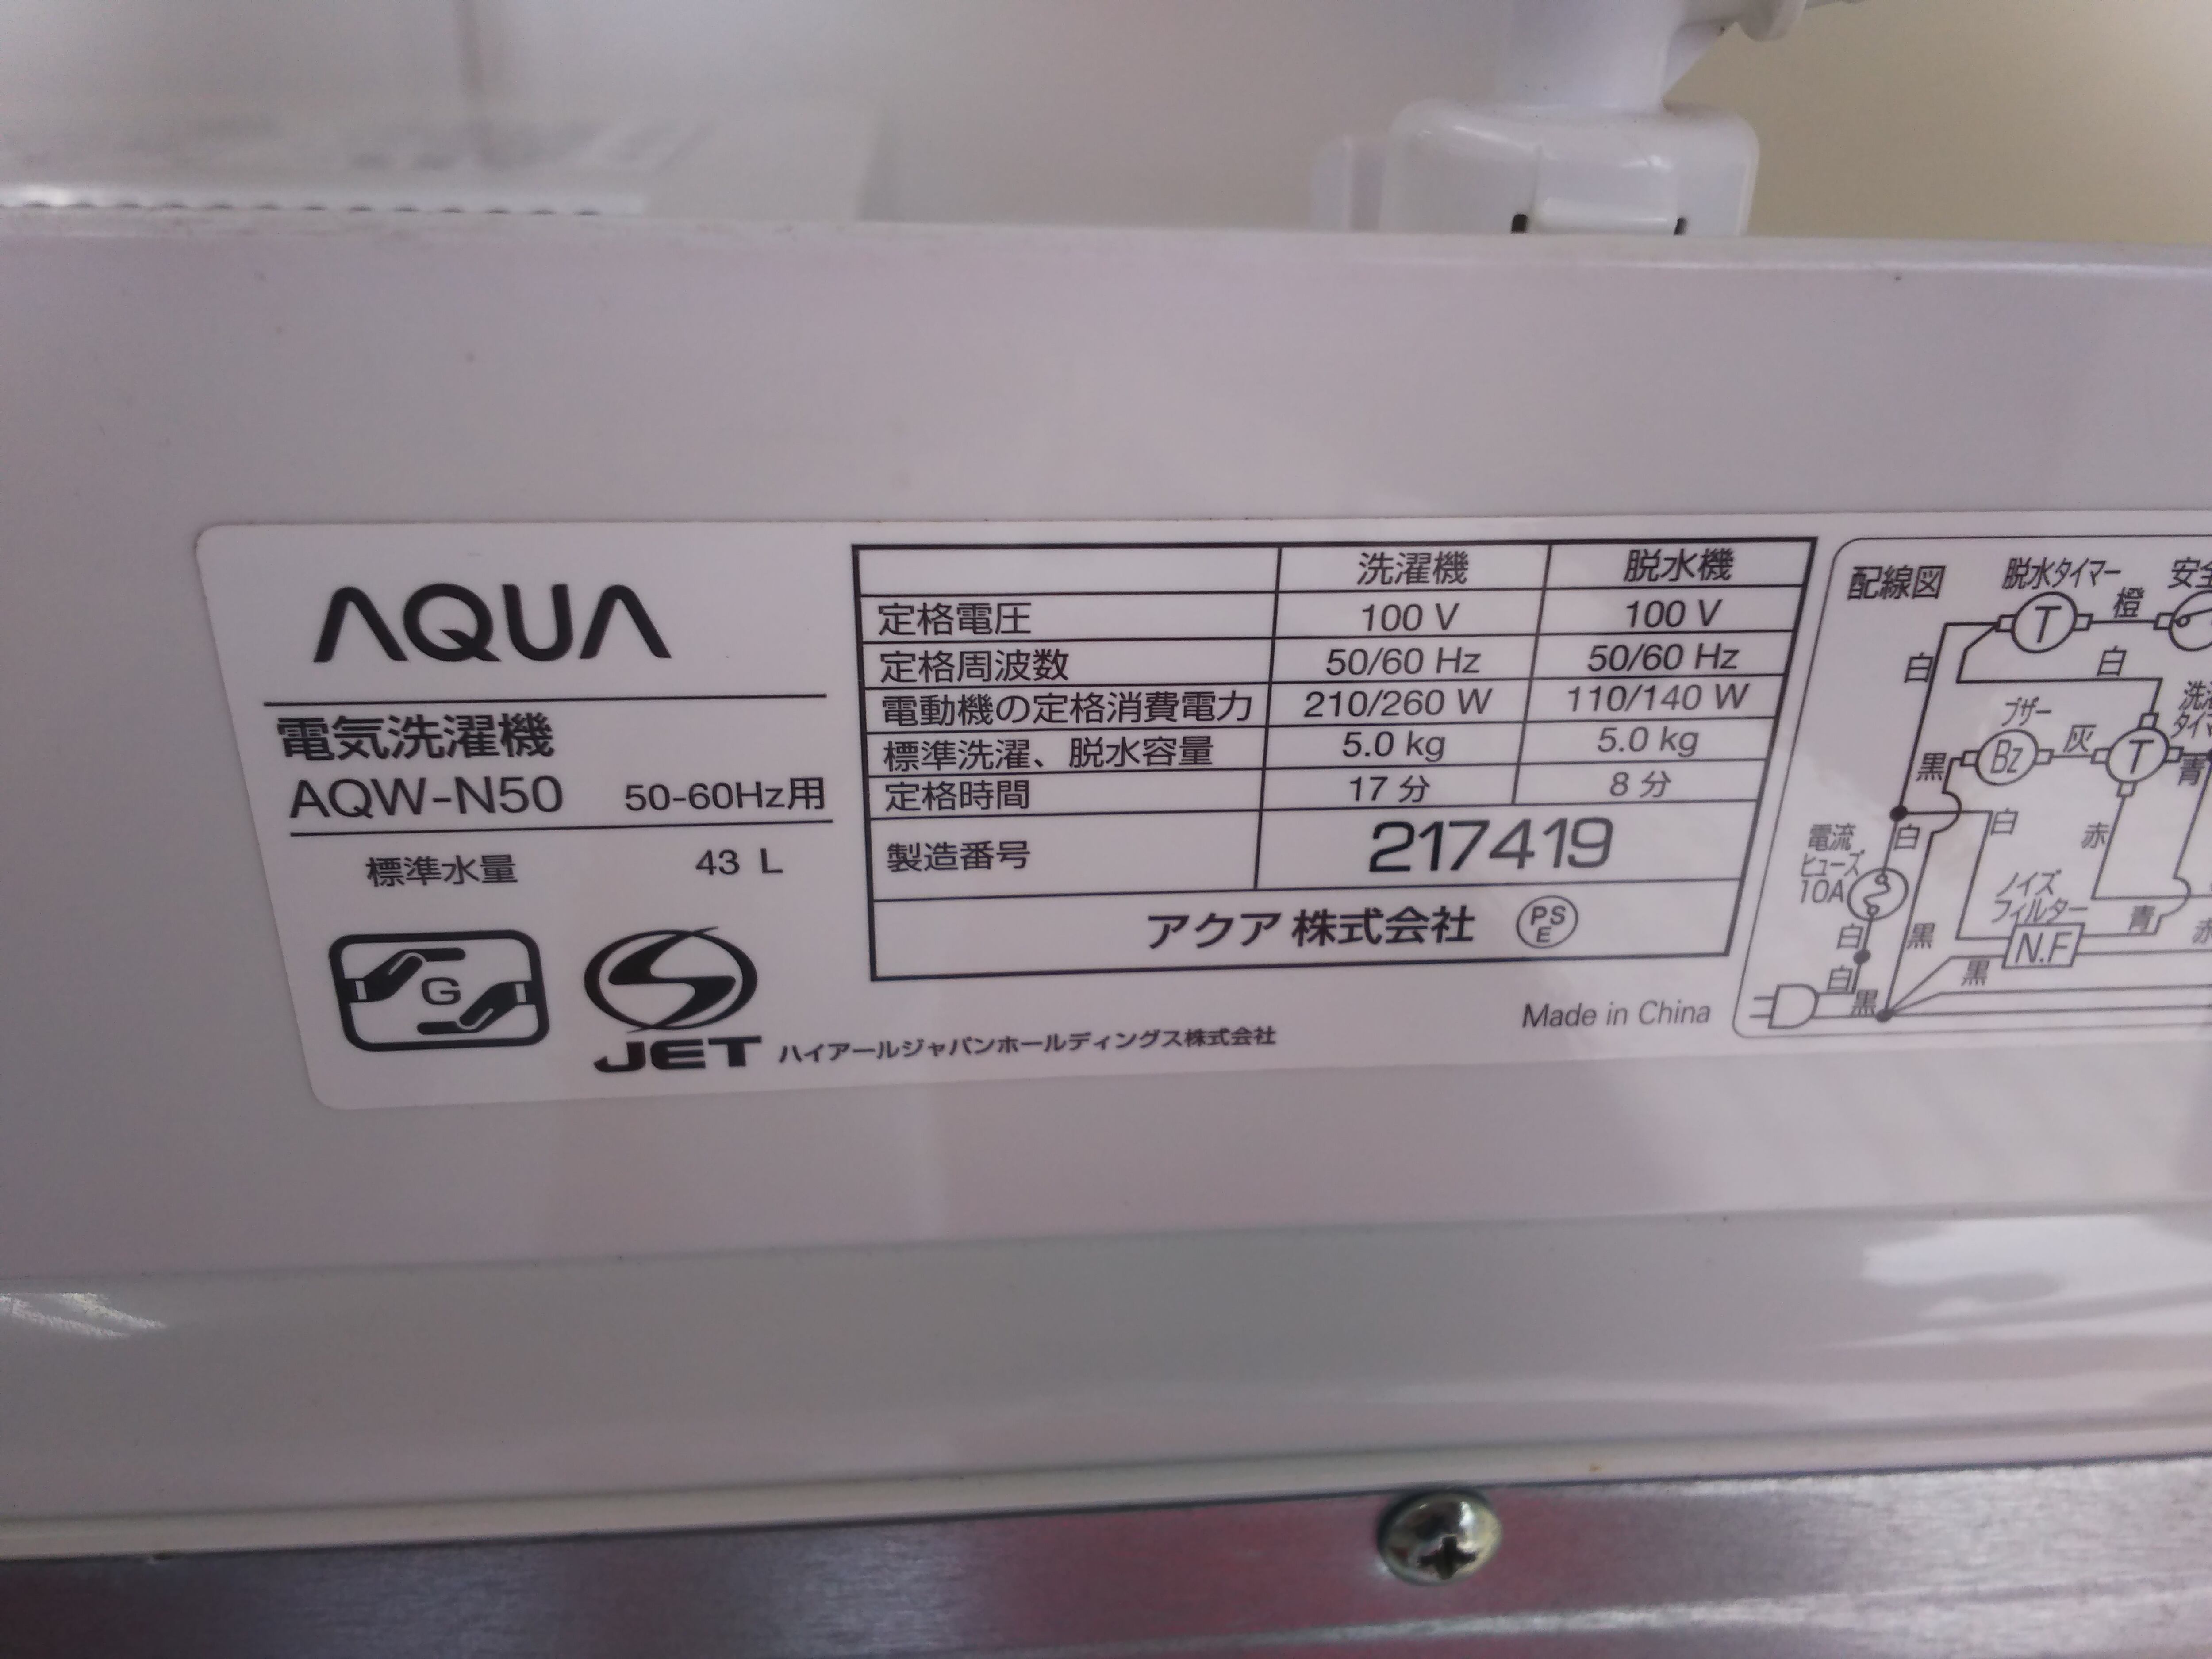 AQUA
電気洗濯機
AQW-N50 50-60Hz用
標準水量 43 L
G
JET ハイアールジャパンホールディングス株式会社
洗濯機 脱水機
定格電圧 100 V 100 V
定格周波数 50/60 Hz 50/60 Hz
電動機の定格消費電力 210/260 W 110/140 W
標準洗濯、脱水容量 5.0 kg 5.0 kg
定格時間 17 分 8 分
製造番号 217419
アクア 株式会社 PSE
Made in China
配線図
脱水タイマー
T
橙
安全
白
白
ブザー
Bz
灰
T
青
黒
白
白
赤
電流
ヒューズ
10A
ノイズ
フィルター
N.F
青
白
黒
黒
白
黒